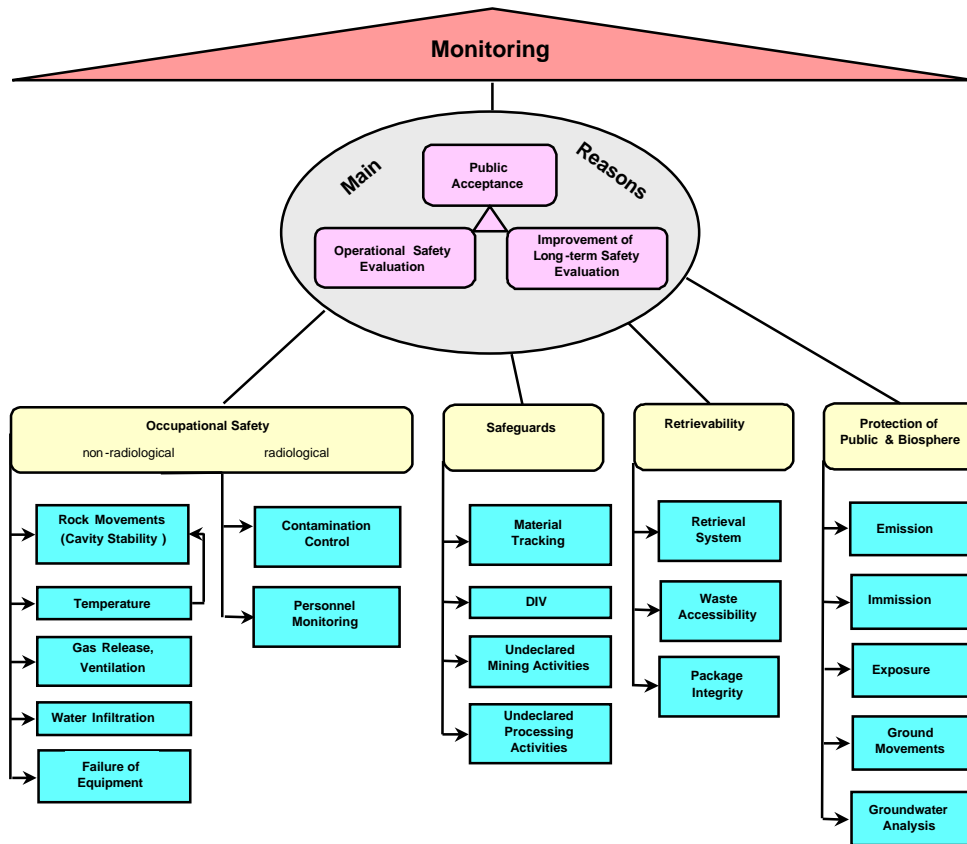 Monitoring
Main
Reasons
Public
Acceptance
Operational Safety
Evaluation
Improvement of
Long-term Safety
Evaluation
Occupational Safety
non-radiological
radiological
Rock Movements
(Cavity Stability )
Temperature
Gas Release,
Ventilation
Water Infiltration
Failure of
Equipment
Contamination
Control
Personnel
Monitoring
Safeguards
Material
Tracking
DIV
Undeclared
Mining Activities
Undeclared
Processing
Activities
Retrievability
Retrieval
System
Waste
Accessibility
Package
Integrity
Protection of
Public & Biosphere
Emission
Immission
Exposure
Ground
Movements
Groundwater
Analysis